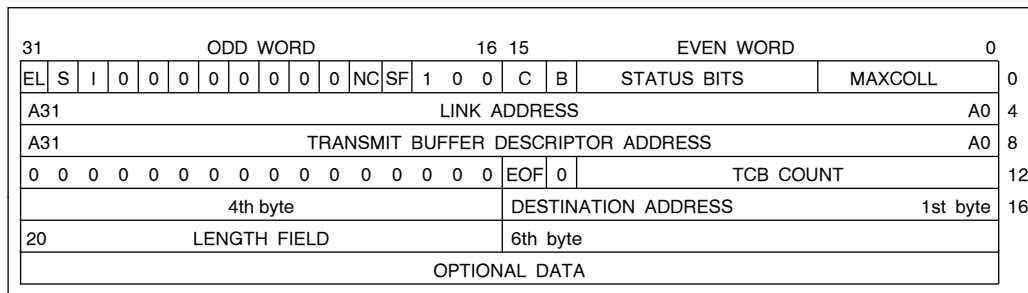 31 ODD WORD 16 15 EVEN WORD 0
EL S I 0 0 0 0 0 0 0 0 NC SF 1 0 0 C B STATUS BITS MAXCOLL 0
A31 LINK ADDRESS A0 4
A31 TRANSMIT BUFFER DESCRIPTOR ADDRESS A0 8
0 0 0 0 0 0 0 0 0 0 0 0 0 0 0 0 EOF 0 TCB COUNT 12
4th byte DESTINATION ADDRESS 1st byte 16
20 LENGTH FIELD 6th byte
OPTIONAL DATA